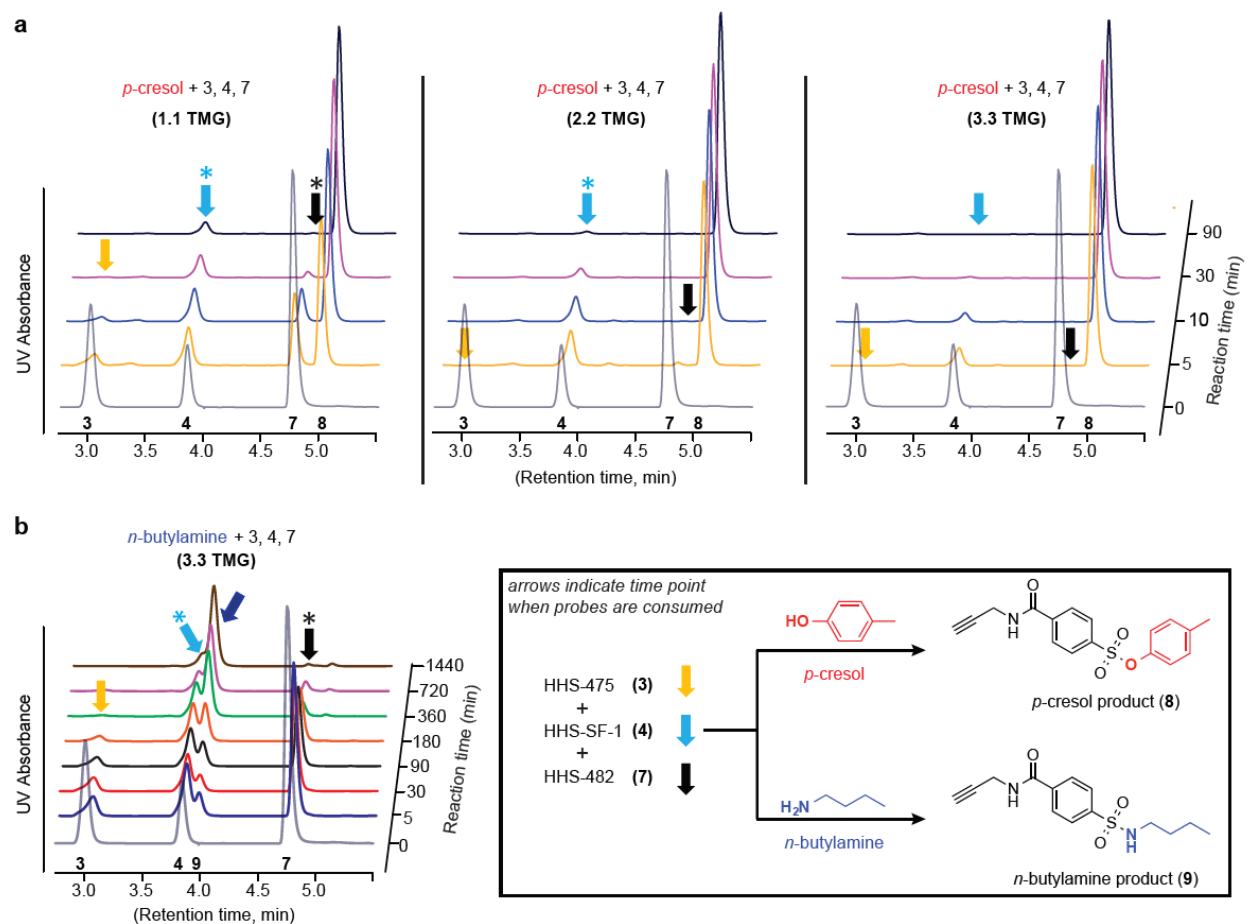 a
p-cresol + 3, 4, 7
(1.1 TMG)
*
*
UV Absorbance
3
4
7
8
3.0
3.5
4.0
4.5
5.0
p-cresol + 3, 4, 7
(2.2 TMG)
*
3
4
7
8
3.0
3.5
4.0
4.5
5.0
(Retention time, min)
p-cresol + 3, 4, 7
(3.3 TMG)
3
4
7
8
3.0
3.5
4.0
4.5
5.0
90
30
10
5
0
Reaction time (min)
b
n-butylamine + 3, 4, 7
(3.3 TMG)
*
*
UV Absorbance
1440
720
360
180
90
30
5
0
Reaction time (min)
3
4
9
7
3.0
3.5
4.0
4.5
5.0
(Retention time, min)
arrows indicate time point
when probes are consumed
HHS-475 (3)
+
HHS-SF-1 (4)
+
HHS-482 (7)
HO
p-cresol
H2N
n-butylamine
O
N
H
O
S
O
O
p-cresol product (8)
O
N
H
O
S
O
N
H
n-butylamine product (9)